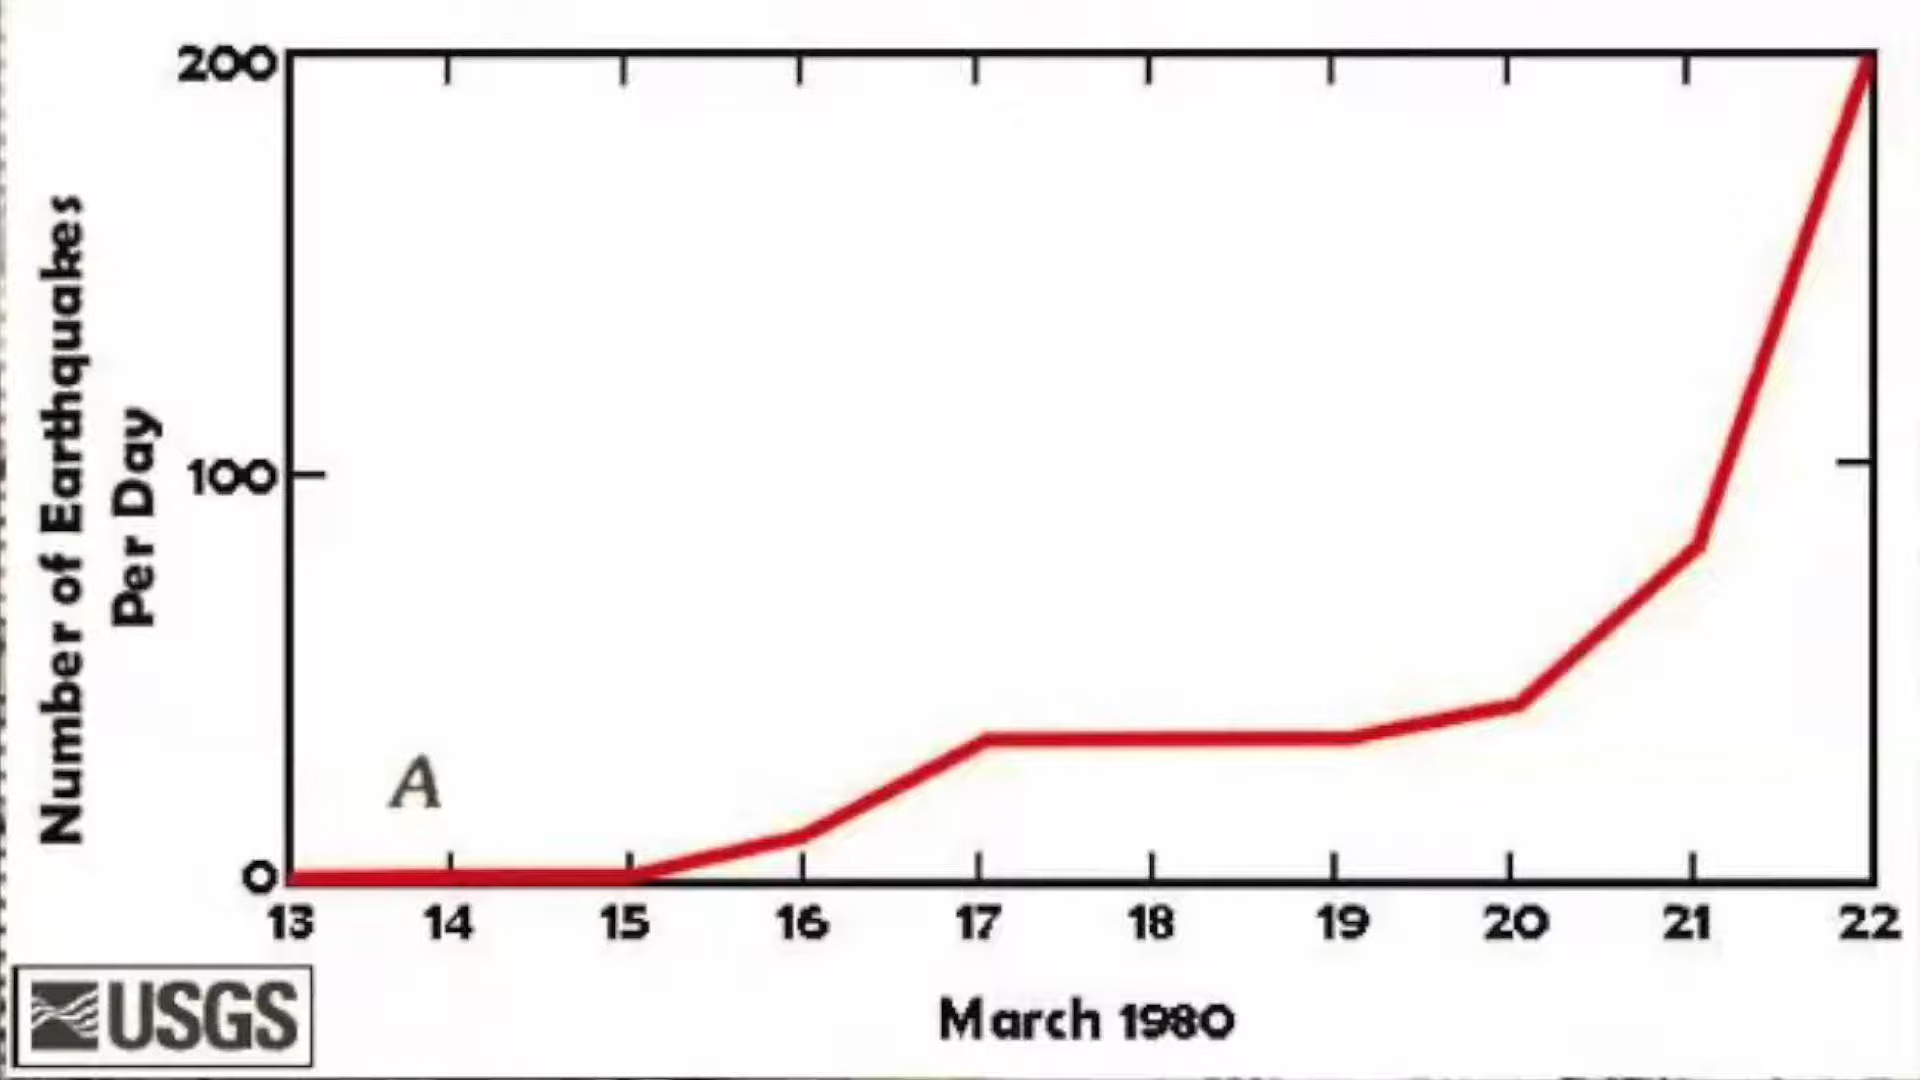 200
100
0
Number of Earthquakes
Per Day
A
13 14 15 16 17 18 19 20 21 22
March 1980
USGS